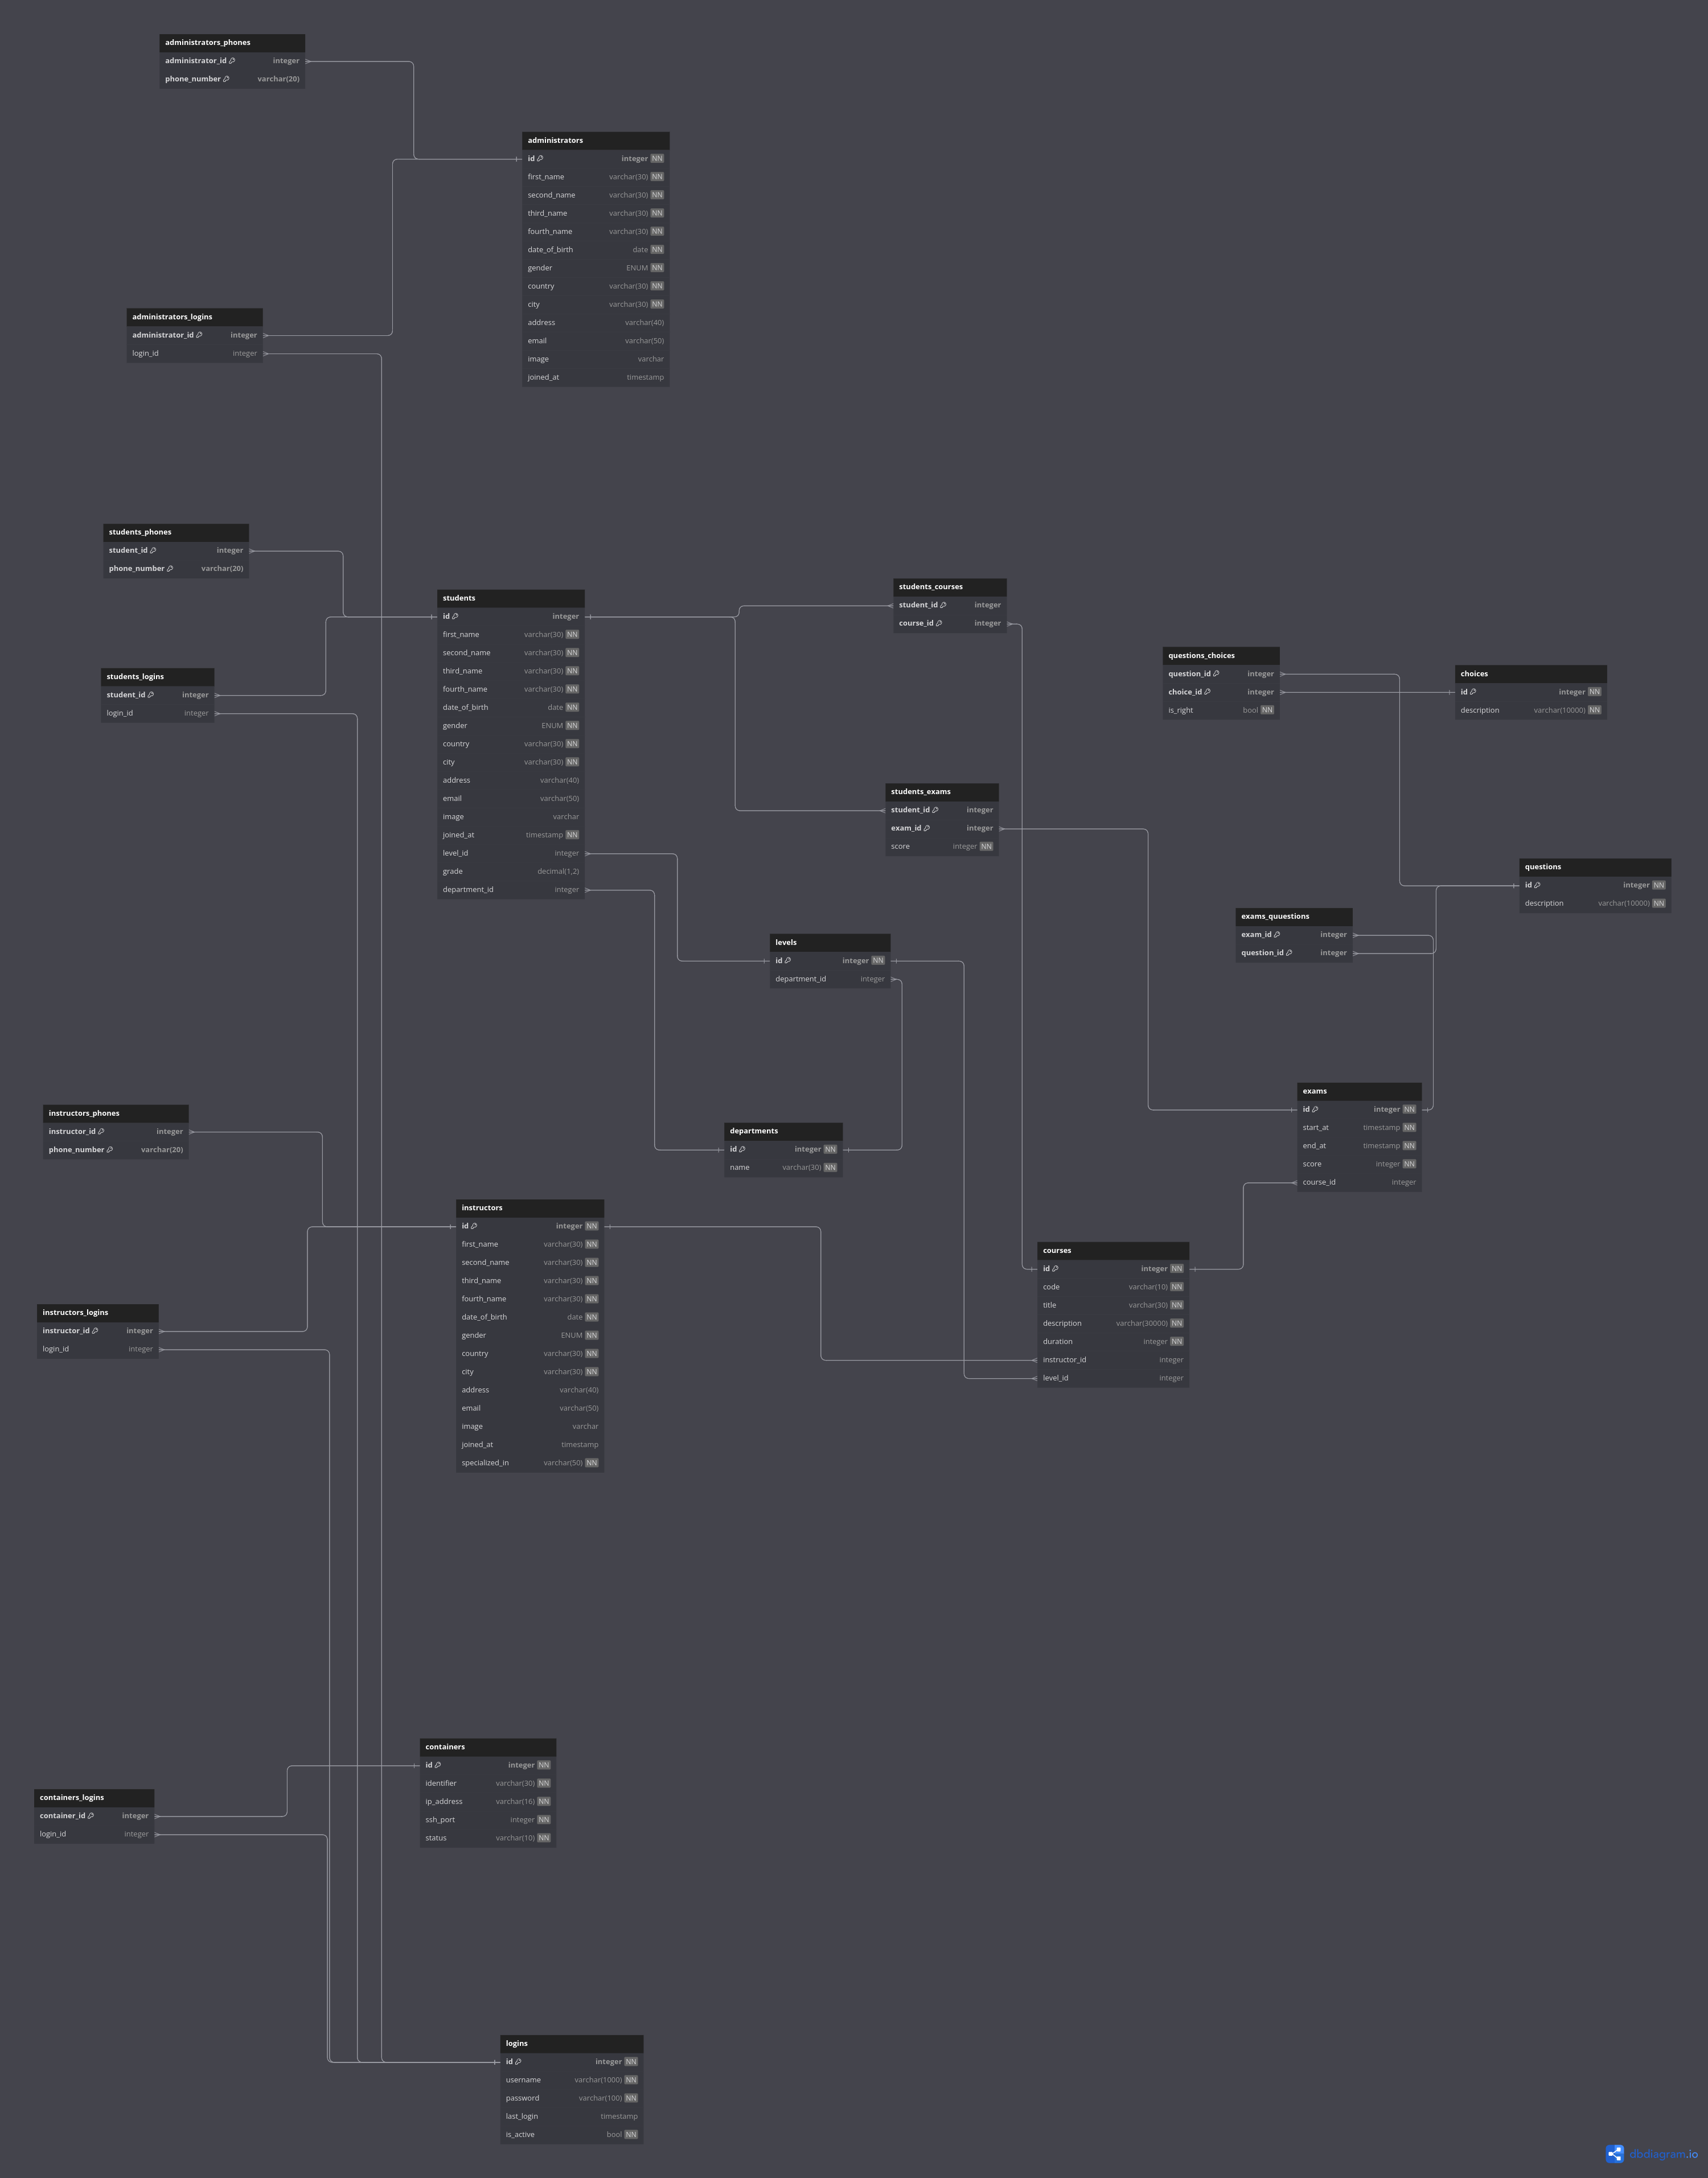 administrators_phones
administrator_id integer
phone_number varchar(20)
administrators
id integer NN
first_name varchar(30) NN
second_name varchar(30) NN
third_name varchar(30) NN
fourth_name varchar(30) NN
date_of_birth date NN
gender ENUM NN
country varchar(30) NN
city varchar(30) NN
address varchar(40)
email varchar(50)
image varchar
joined_at timestamp
administrators_logins
administrator_id integer
login_id integer
students_phones
student_id integer
phone_number varchar(20)
students
id integer
first_name varchar(30) NN
second_name varchar(30) NN
third_name varchar(30) NN
fourth_name varchar(30) NN
date_of_birth date NN
gender ENUM NN
country varchar(30) NN
city varchar(30) NN
address varchar(40)
email varchar(50)
image varchar
joined_at timestamp NN
level_id integer
grade decimal(1,2)
department_id integer
students_logins
student_id integer
login_id integer
students_courses
student_id integer
course_id integer
questions_choices
question_id integer
choice_id integer
is_right bool NN
choices
id integer NN
description varchar(10000) NN
students_exams
student_id integer
exam_id integer
score integer NN
questions
id integer NN
description varchar(10000) NN
exams_quuestions
exam_id integer
question_id integer
levels
id integer NN
department_id integer
exams
id integer NN
start_at timestamp NN
end_at timestamp NN
score integer NN
course_id integer
instructors_phones
instructor_id integer
phone_number varchar(20)
departments
id integer NN
name varchar(30) NN
instructors
id integer NN
first_name varchar(30) NN
second_name varchar(30) NN
third_name varchar(30) NN
fourth_name varchar(30) NN
date_of_birth date NN
gender ENUM NN
country varchar(30) NN
city varchar(30) NN
address varchar(40)
email varchar(50)
image varchar
joined_at timestamp
specialized_in varchar(50) NN
courses
id integer NN
code varchar(10) NN
title varchar(30) NN
description varchar(30000) NN
duration integer NN
instructor_id integer
level_id integer
instructors_logins
instructor_id integer
login_id integer
containers
id integer NN
identifier varchar(30) NN
ip_address varchar(16) NN
ssh_port integer NN
status varchar(10) NN
containers_logins
container_id integer
login_id integer
logins
id integer NN
username varchar(1000) NN
password varchar(100) NN
last_login timestamp
is_active bool NN
dbdiagram.io